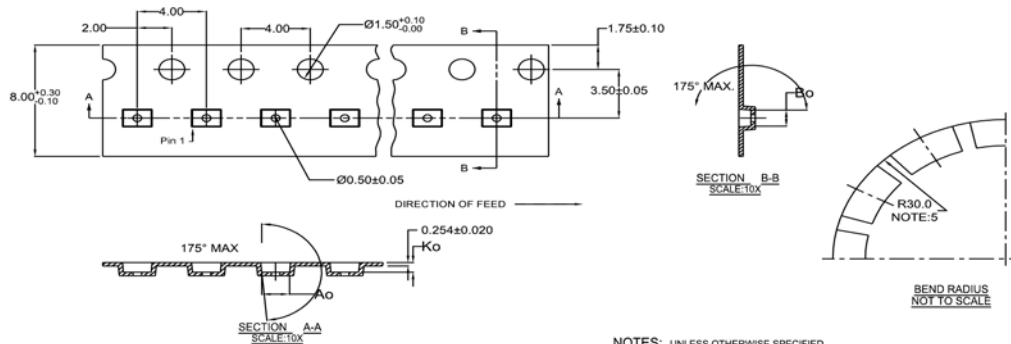 4.00
2.00
4.00
Ø1.50+0.10 -0.00
B
1.75±0.10
8.00+0.30 -0.10
A
A
3.50±0.05
Pin 1
B
Ø0.50±0.05
DIRECTION OF FEED
175° MAX.
Bo
SECTION B-B
SCALE:10X
R30.0
NOTE:5
BEND RADIUS
NOT TO SCALE
0.254±0.020
175° MAX
Ko
Ao
SECTION A-A
SCALE:10X
NOTES: UNLESS OTHERWISE SPECIFIED